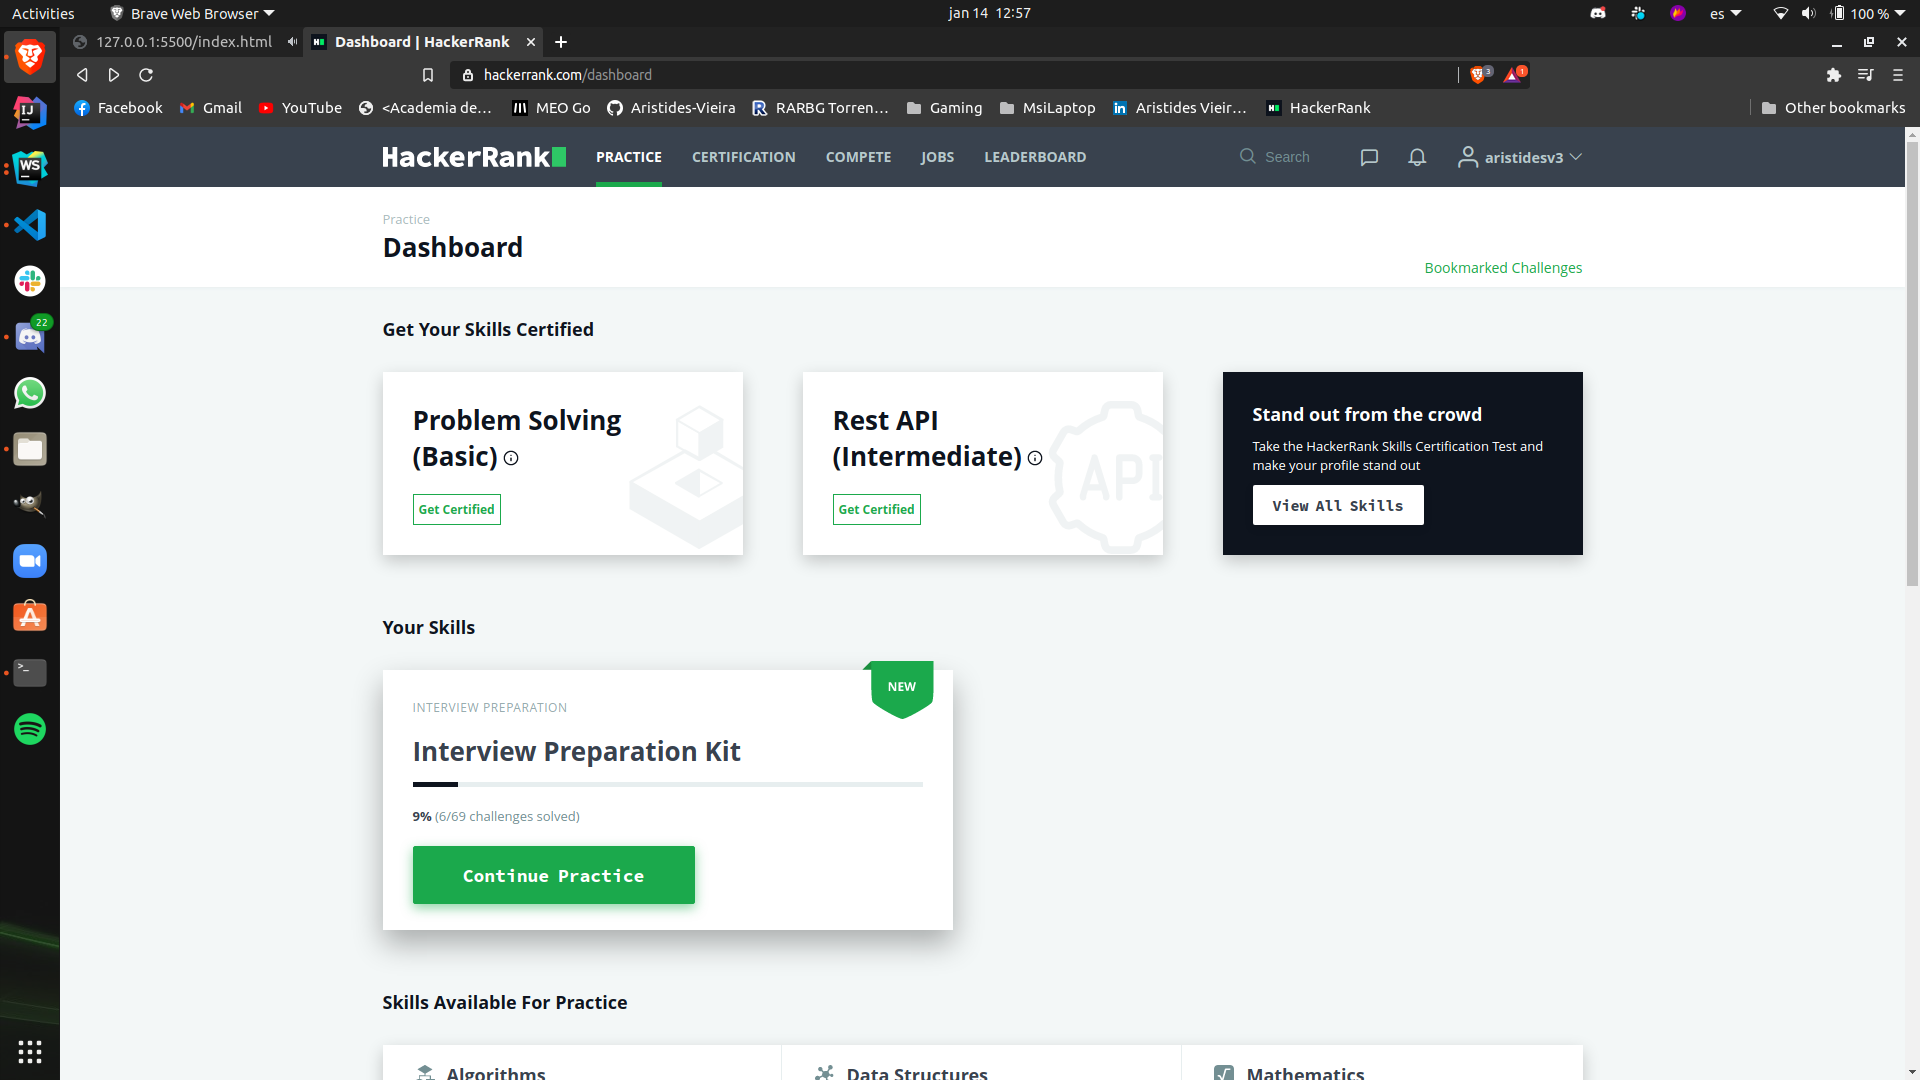 Activities
Brave Web Browser
jan 14 12:57
es
100 %
127.0.0.1:5500/index.html
Dashboard | HackerRank
hackerrank.com/dashboard
3
1
Facebook
Gmail
YouTube
<Academia de...
MEO Go
Aristides-Vieira
RARBG Torren...
Gaming
MsiLaptop
Aristides Vieir...
HackerRank
Other bookmarks
HackerRank
PRACTICE
CERTIFICATION
COMPETE
JOBS
LEADERBOARD
Search
aristidesv3
Practice
Dashboard
Bookmarked Challenges
22
Get Your Skills Certified
Problem Solving
(Basic)
Get Certified
Rest API
(Intermediate)
API
Get Certified
Stand out from the crowd
Take the HackerRank Skills Certification Test and
make your profile stand out
View All Skills
Your Skills
NEW
INTERVIEW PREPARATION
Interview Preparation Kit
9% (6/69 challenges solved)
Continue Practice
Skills Available For Practice
Algorithms
Data Structures
Mathematics